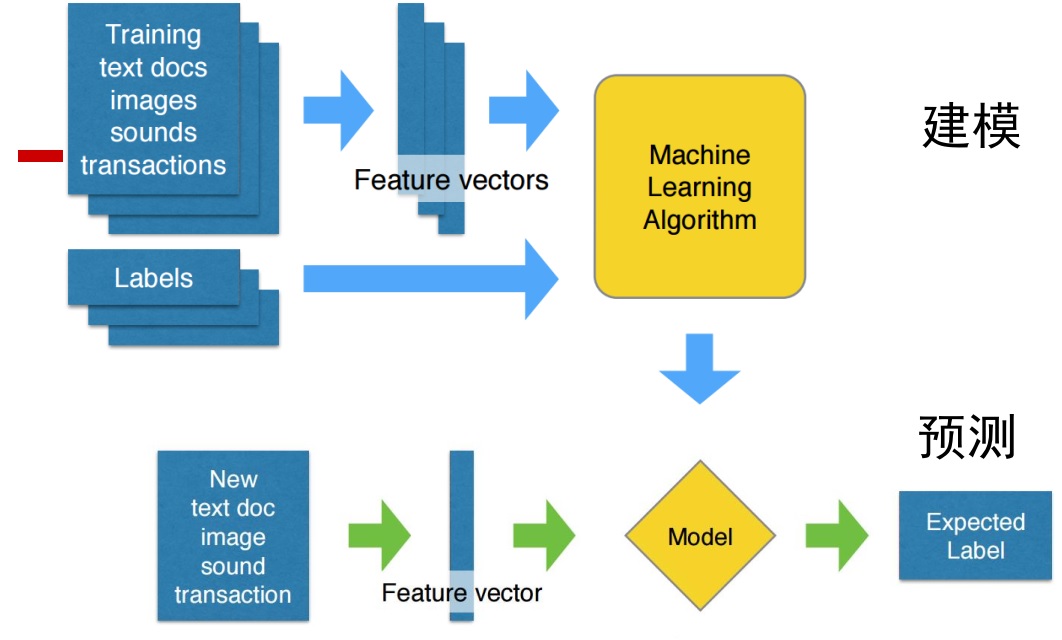 Training
text docs
images
sounds
transactions
Feature vectors
Machine
Learning
Algorithm
建模
Labels
预测
New
text doc
image
sound
transaction
Feature vector
Model
Expected
Label